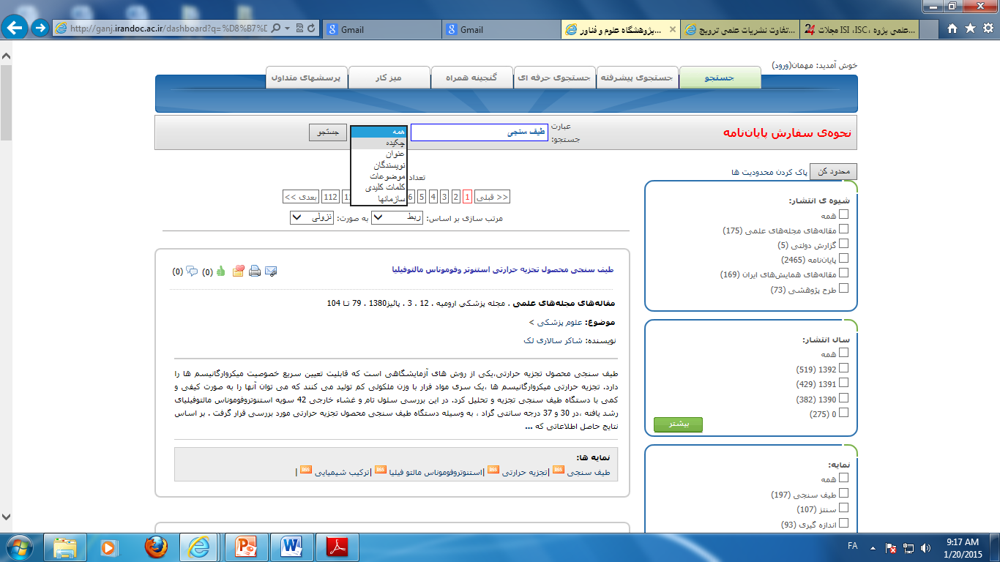 http://ganj.irandoc.ac.ir/dashboard?q=%D8%B7%D
Gmail
Gmail
پژوهشگاه علوم و فناور...
تفاوت نشریات علمی ترویج...
مجلات ISI ،ISC، علمی پژوه...
خوش آمدید: مهمان(ورود)
جستجو
جستجوی پیشرفته
جستجوی حرفه ای
گنجینه همراه
میز کار
پرسشهای متداول
نحوه‌ی سفارش پایان‌نامه
عبارت
جستجو:
طیف سنجی
همه
چکیده
عنوان
نویسندگان
موضوعات
کلمات کلیدی
سازمانها
جستجو
محدود کن
پاک کردن محدودیت ها
تعداد
<< قبلی 1 2 3 4 5 6 112 بعدی >>
مرتب سازی بر اساس: ربط به صورت: نزولی
شیوه ی انتشار:
همه
مقاله‌های مجله‌های علمی (175)
گزارش دولتی (5)
پایان‌نامه (2465)
مقاله‌های همایش‌های ایران (169)
طرح پژوهشی (73)
سال انتشار:
همه
1392 (519)
1391 (429)
1390 (382)
0 (275)
بیشتر
نمایه:
همه
طیف سنجی (197)
سنتز (107)
اندازه گیری (93)
طیف سنجی محصول تجزیه حرارتی استنوتر وفوموناس مالتوفیلیا
(0) (0)
مقاله‌های مجله‌های علمی . مجله پزشکي اروميه . 12 . 3 . پائیز1380 . 79 تا 104
موضوع: علوم پزشکی >
نویسنده: شاکر سالاری لک
طیف سنجی محصول تجزیه حرارتی،یکی از روش های آزمایشگاهی است که قابلیت تعیین سریع خصوصیت میکروارگانیسم ها را
دارد. تجزیه حرارتی میکروارگانیسم ها ،یک سری مواد فرار با وزن ملکولی کم تولید می کنند که می توان آنها را به صورت کیفی و
کمی با دستگاه طیف سنجی تجزیه و تحلیل کرد. در این بررسی سلول تام و غشاء خارجی 42 سویه استنوتروفوموناس مالتوفیلیای
رشد یافته ،در 30 و 37 درجه سانتی گراد ، به وسیله دستگاه طیف سنجی محصول تجزیه حرارتی مورد بررسی قرار گرفت . بر اساس
نتایج حاصل اطلاعاتی که ...
نمایه ها:
طیف سنجی RSS |تجزیه حرارتی RSS |استنوتروفوموناس مالتو فیلیا RSS |ترکیب شیمیایی RSS |
FA
9:17 AM
1/20/2015